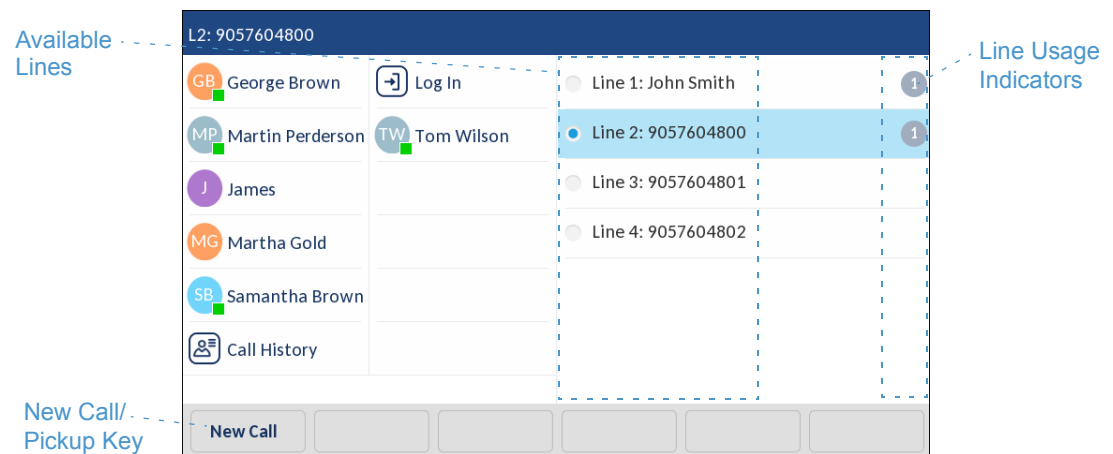 Available
Lines
L2: 9057604800
GB George Brown
MP Martin Perderson
J James
MG Martha Gold
SB Samantha Brown
Call History
Log In
TW Tom Wilson
Line 1: John Smith 1
Line 2: 9057604800 1
Line 3: 9057604801
Line 4: 9057604802
Line Usage
Indicators
New Call/
Pickup Key
New Call